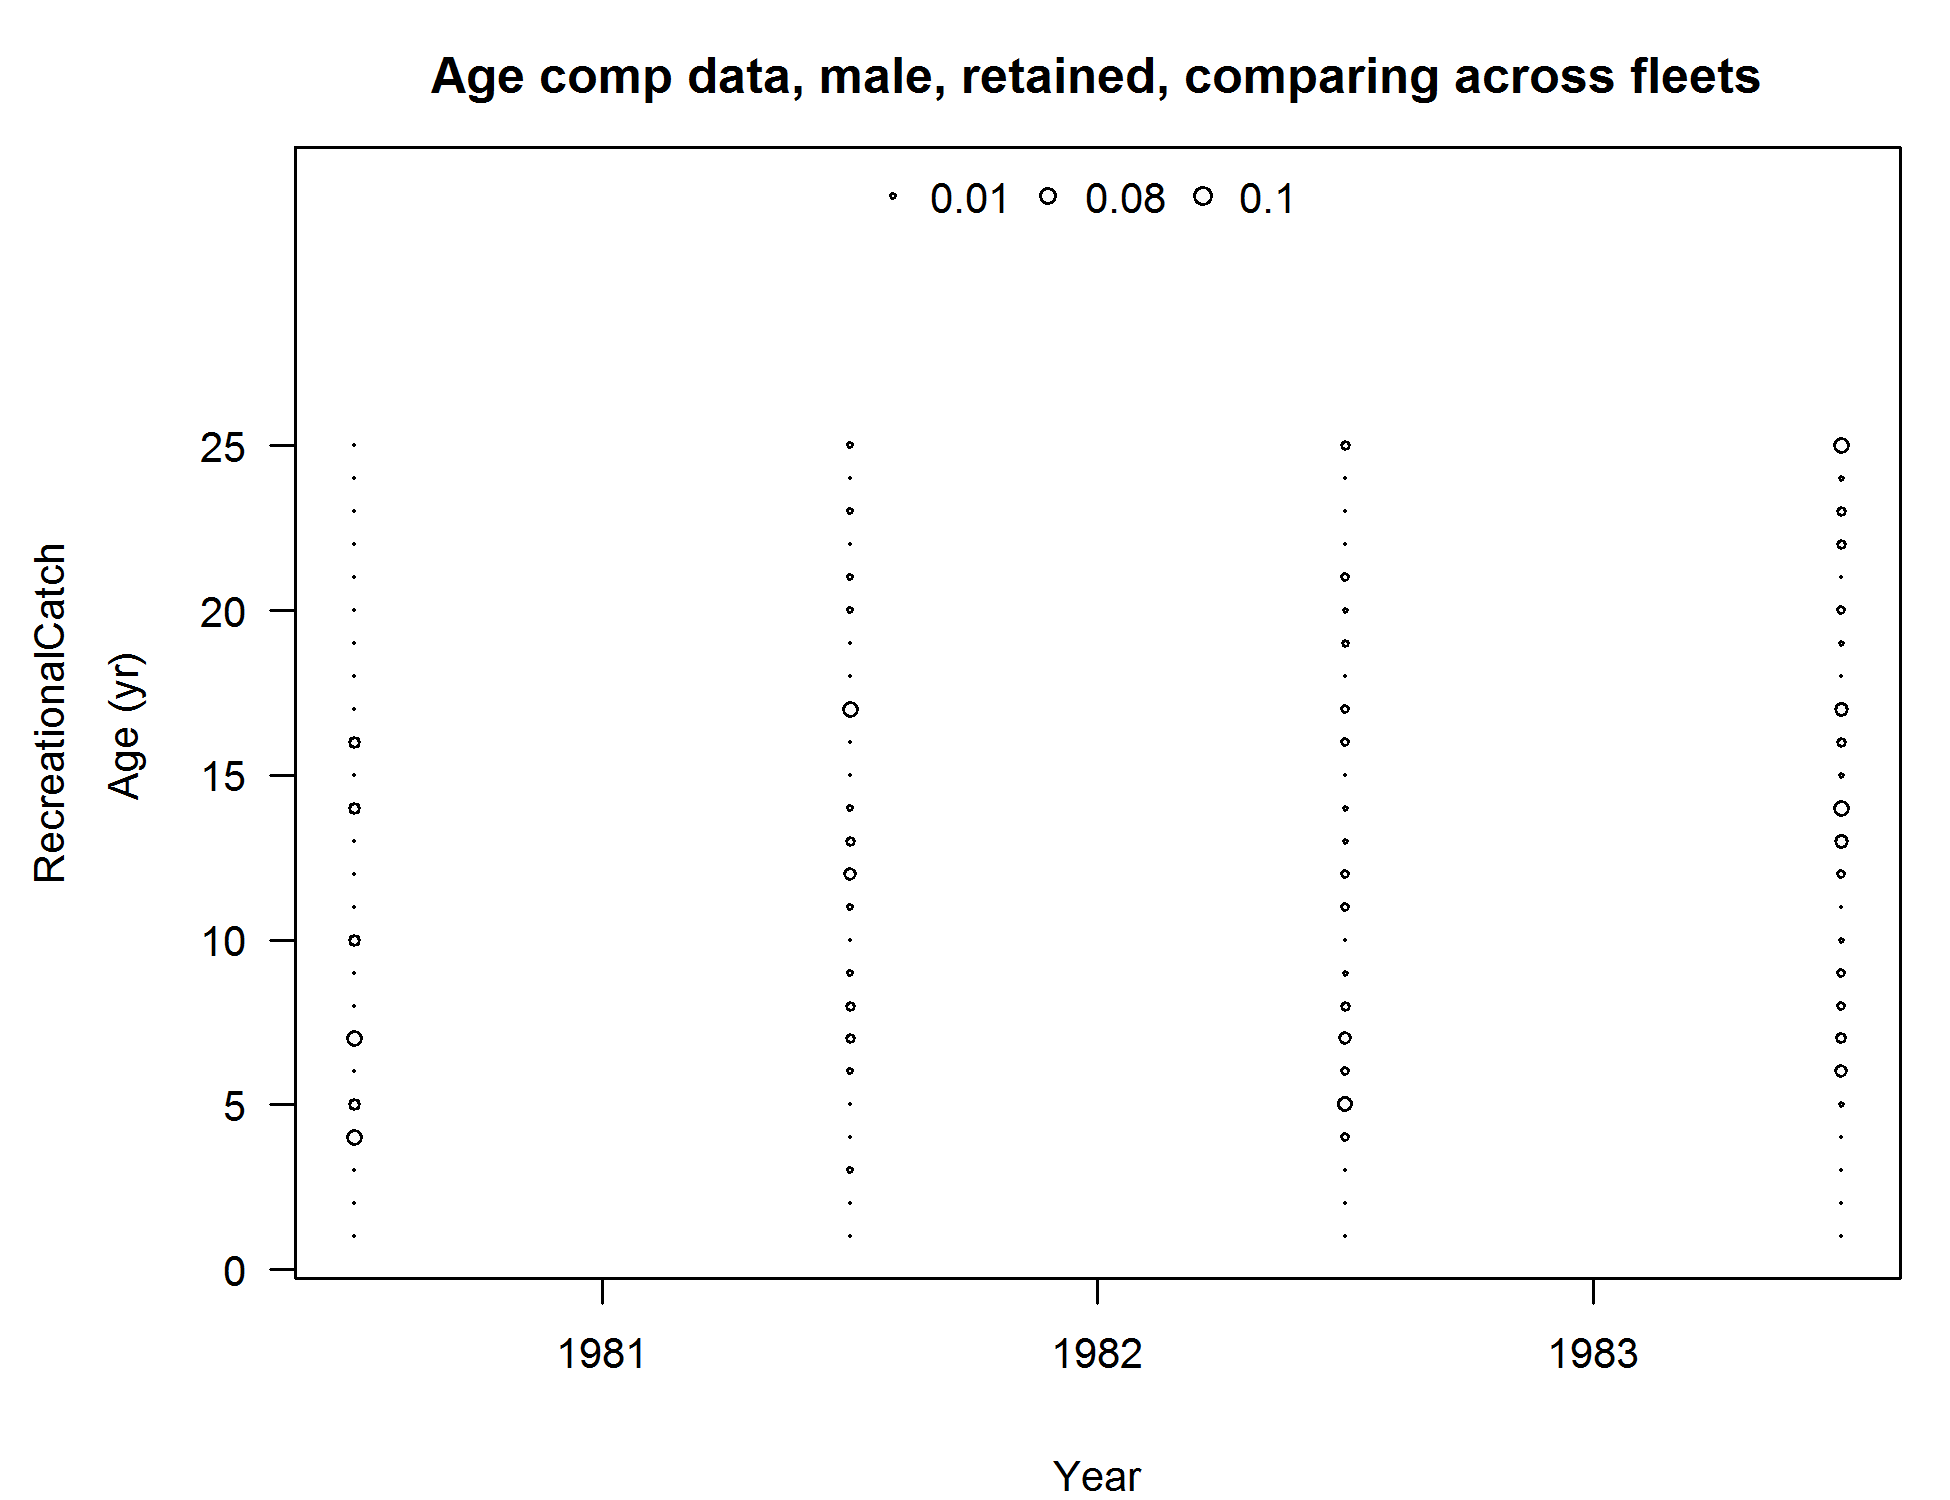 Age comp data, male, retained, comparing across fleets
0.01 0.08 0.1
RecreationalCatch
Age (yr)
25
20
15
10
5
0
1981 1982 1983
Year